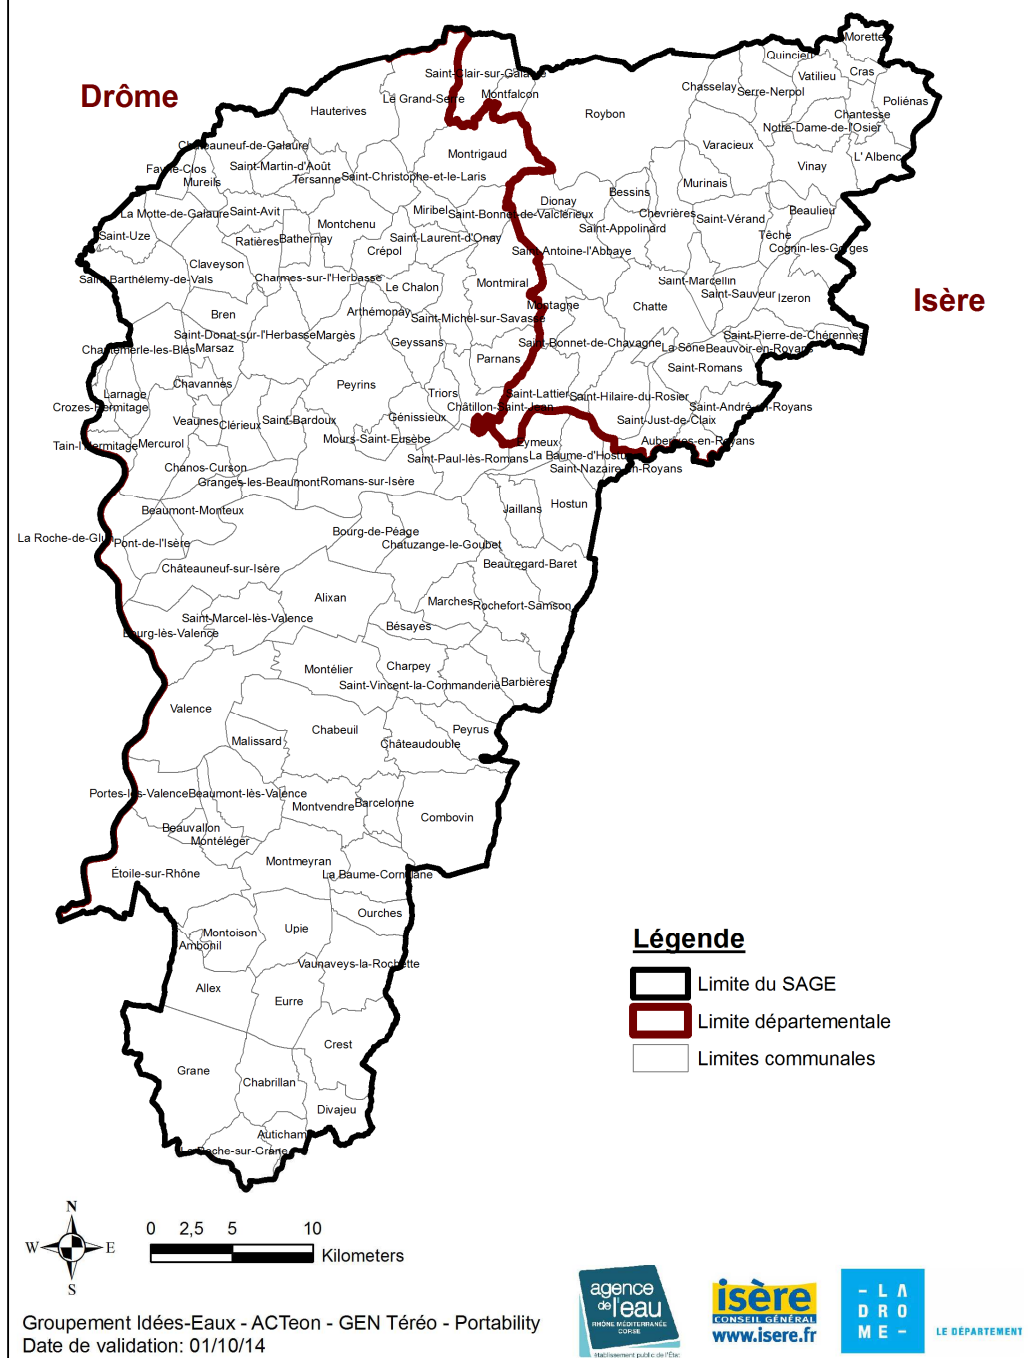 Drôme
Isère
Morette
Quincieu
Vatilieu
Cras
Saint-Clair-sur-Galaure
Chasselay
Serre-Nerpol
Poliénas
Le Grand-Serre
Montfalcon
Hauterives
Roybon
Chantesse
Notre-Dame-de-l'Osier
Châteauneuf-de-Galaure
Montrigaud
Varacieux
L' Albenc
Fay-le-Clos
Saint-Martin-d'Août
Vinay
Mureils
Tersanne
Saint-Christophe-et-le-Laris
Murinais
Bessins
Dionay
La Motte-de-Galaure
Saint-Avit
Miribel
Saint-Bonnet-de-Valclérieux
Chevrières
Saint-Vérand
Beaulieu
Montchenu
Saint-Appolinard
Saint-Uze
Ratières
Bathernay
Saint-Laurent-d'Onay
Têche
Crépol
Saint-Antoine-l'Abbaye
Cognin-les-Gorges
Claveyson
Saint-Barthélemy-de-Vals
Charmes-sur-l'Herbasse
Le Chalon
Montmiral
Saint-Marcellin
Saint-Sauveur
Izeron
Bren
Arthémonay
Saint-Michel-sur-Savasse
Montagne
Chatte
Saint-Donat-sur-l'Herbasse
Margès
Geyssans
Saint-Bonnet-de-Chavagne
Saint-Pierre-de-Chérennes
Chantemerle-les-Blés
Marsaz
Parnans
La Sône
Beauvoir-en-Royans
Saint-Romans
Chavannes
Peyrins
Larnage
Triors
Saint-Lattier
Saint-Hilaire-du-Rosier
Crozes-Hermitage
Châtillon-Saint-Jean
Saint-André-en-Royans
Veaunes
Clérieux
Saint-Bardoux
Génissieux
Saint-Just-de-Claix
Tain-l'Hermitage
Mercurol
Mours-Saint-Eusèbe
Eymeux
Auberives-en-Royans
Chanos-Curson
Saint-Paul-lès-Romans
La Baume-d'Hostun
Saint-Nazaire-en-Royans
Granges-les-Beaumont
Romans-sur-Isère
Beaumont-Monteux
Jaillans
Hostun
La Roche-de-Glun
Pont-de-l'Isère
Bourg-de-Péage
Chatuzange-le-Goubet
Châteauneuf-sur-Isère
Beauregard-Baret
Alixan
Marches
Rochefort-Samson
Saint-Marcel-lès-Valence
Bésayes
Bourg-lès-Valence
Montélier
Charpey
Saint-Vincent-la-Commanderie
Barbières
Valence
Chabeuil
Peyrus
Malissard
Châteaudouble
Portes-lès-Valence
Beaumont-lès-Valence
Montvendre
Barcelonne
Combovin
Beauvallon
Montéléger
Montmeyran
Étoile-sur-Rhône
La Baume-Cornillane
Ourches
Montoison
Upie
Ambonil
Vaunaveys-la-Rochette
Allex
Eurre
Crest
Grane
Chabrillan
Divajeu
Autichamp
La Roche-sur-Grane
Légende
Limite du SAGE
Limite départementale
Limites communales
N
W
E
S
0 2,5 5 10
Kilometers
Groupement Idées-Eaux - ACTeon - GEN Téréo - Portability
Date de validation: 01/10/14
agence
de l'eau
RHÔNE MÉDITERRANÉE
CORSE
établissement public de l'État
isère
CONSEIL GÉNÉRAL
www.isere.fr
- L A
D R O
M E -
LE DÉPARTEMENT